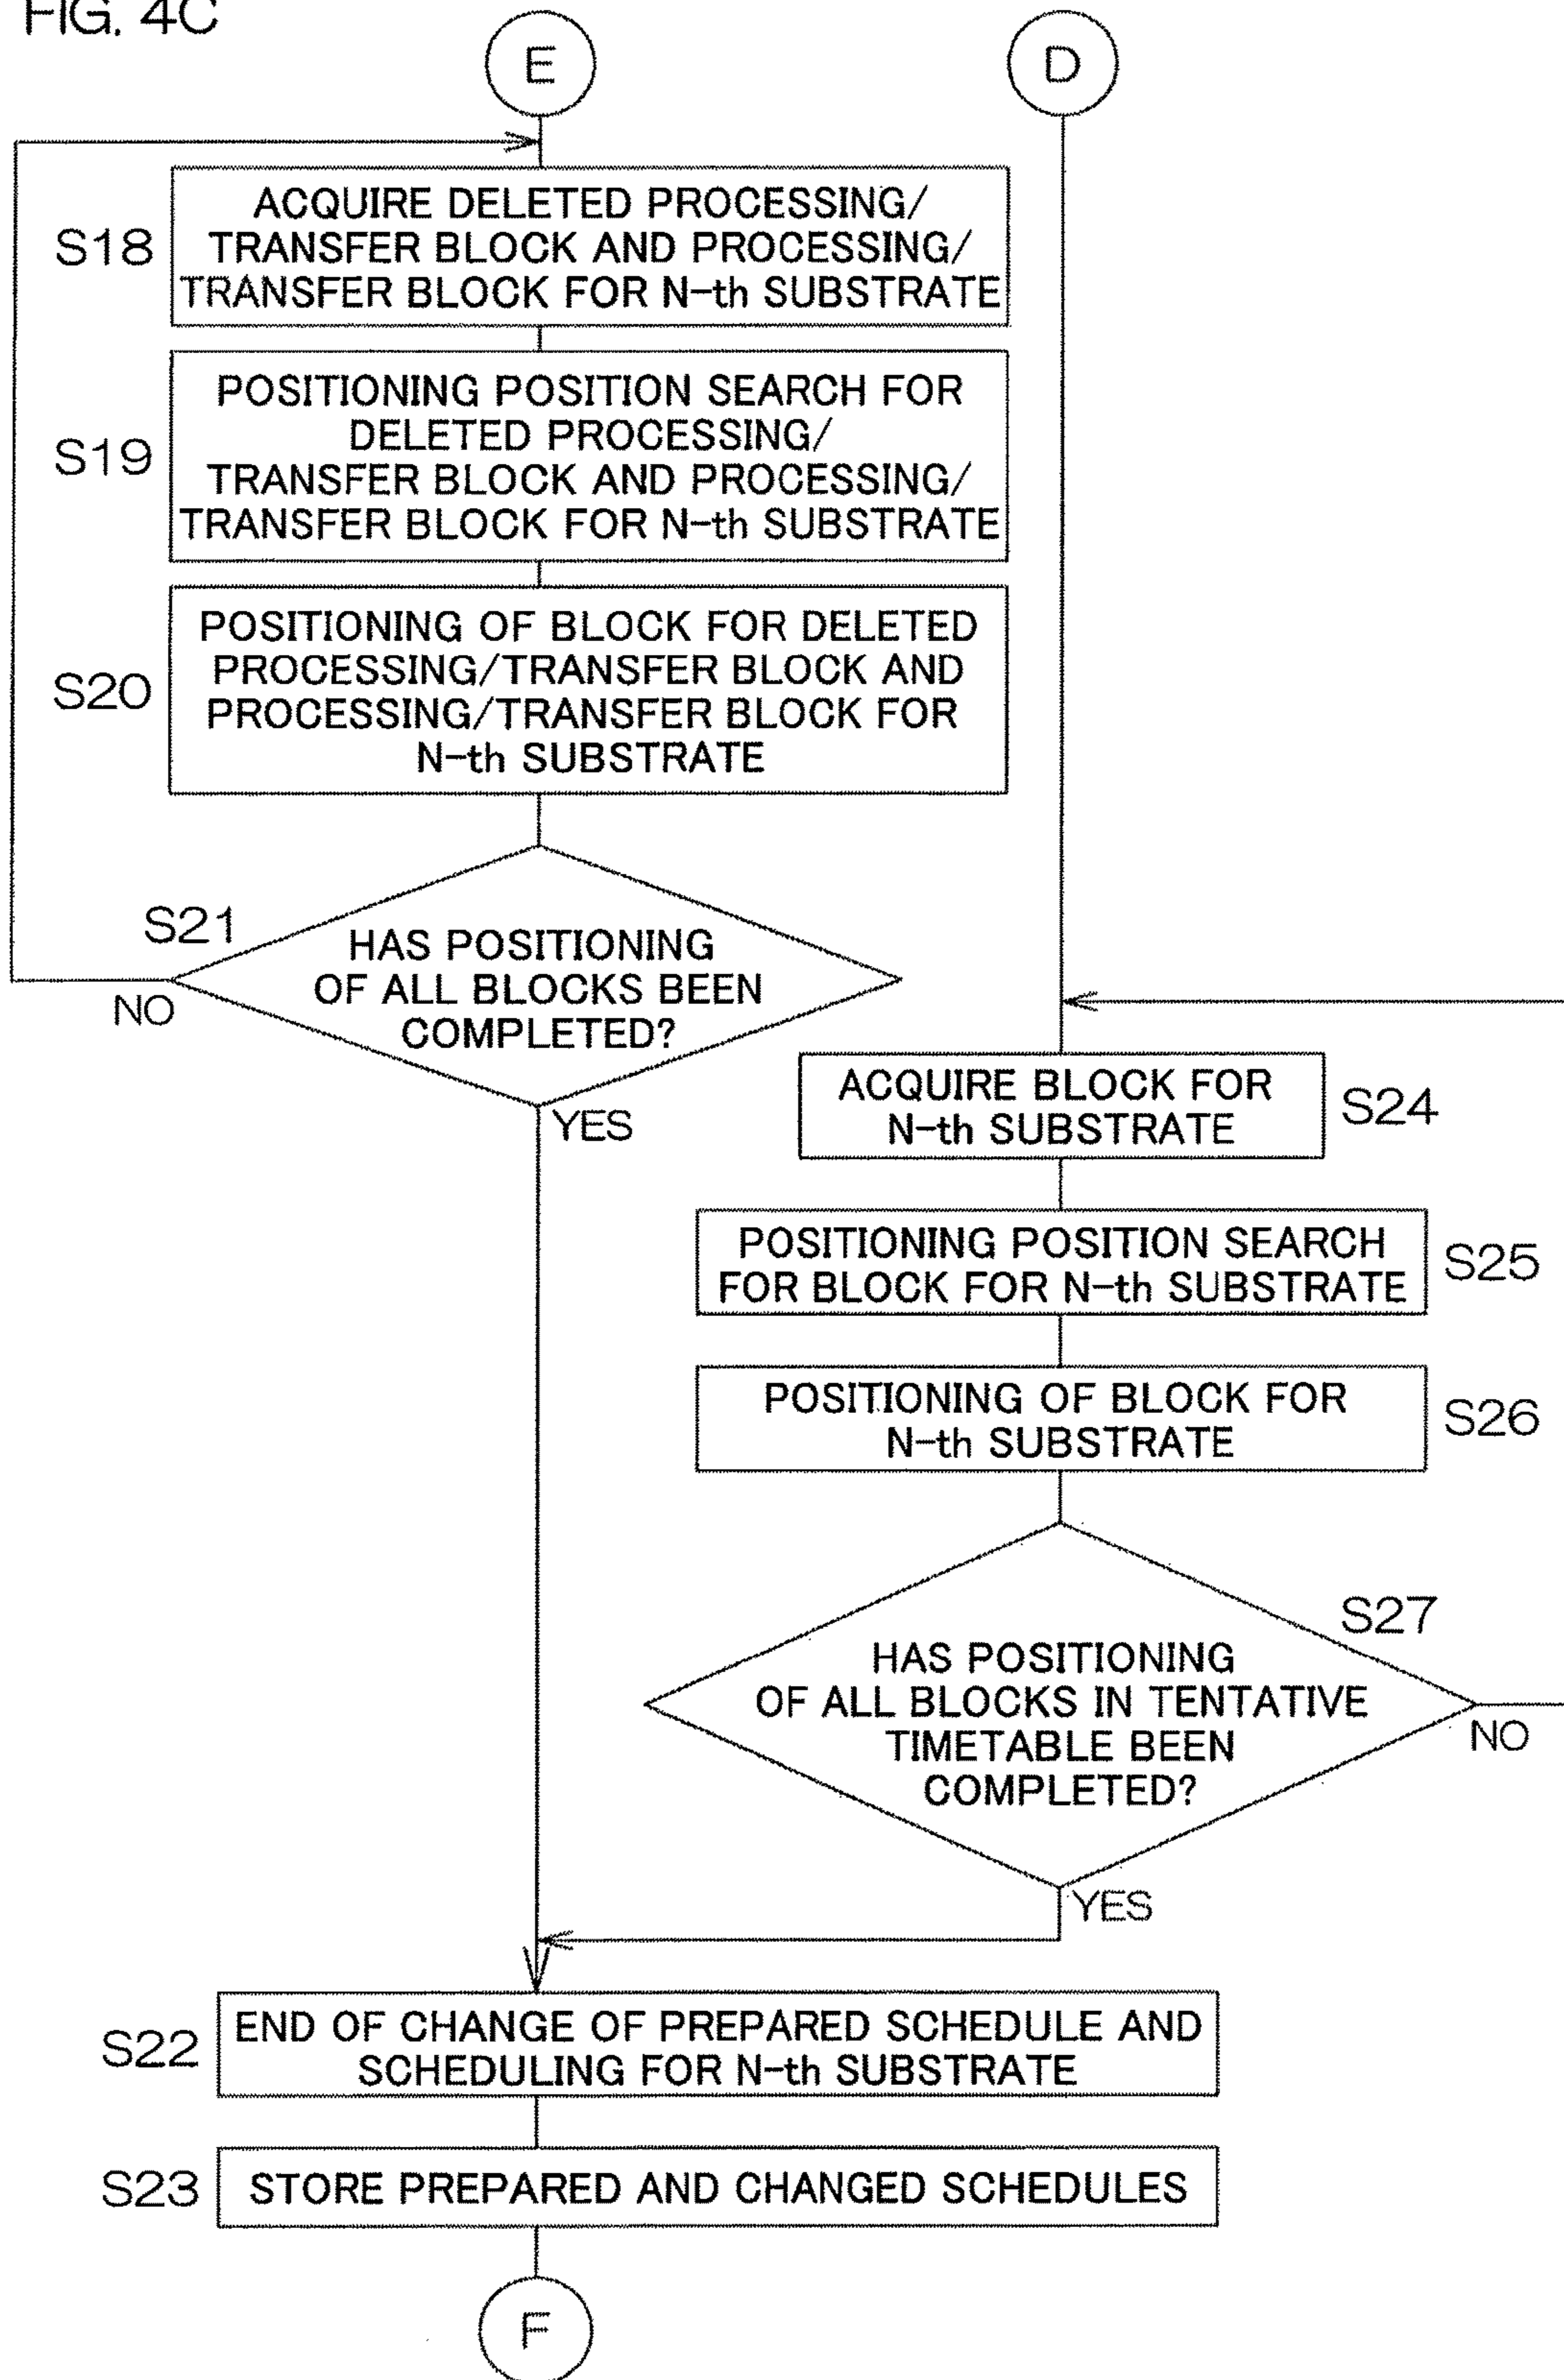 FIG. 4C
E
D
S18
ACQUIRE DELETED PROCESSING/
TRANSFER BLOCK AND PROCESSING/
TRANSFER BLOCK FOR N-th SUBSTRATE
S19
POSITIONING POSITION SEARCH FOR
DELETED PROCESSING/
TRANSFER BLOCK AND PROCESSING/
TRANSFER BLOCK FOR N-th SUBSTRATE
S20
POSITIONING OF BLOCK FOR DELETED
PROCESSING/TRANSFER BLOCK AND
PROCESSING/TRANSFER BLOCK FOR
N-th SUBSTRATE
S21
HAS POSITIONING
OF ALL BLOCKS BEEN
COMPLETED?
NO
YES
ACQUIRE BLOCK FOR
N-th SUBSTRATE
S24
POSITIONING POSITION SEARCH
FOR BLOCK FOR N-th SUBSTRATE
S25
POSITIONING OF BLOCK FOR
N-th SUBSTRATE
S26
S27
HAS POSITIONING
OF ALL BLOCKS IN TENTATIVE
TIMETABLE BEEN
COMPLETED?
NO
YES
S22
END OF CHANGE OF PREPARED SCHEDULE AND
SCHEDULING FOR N-th SUBSTRATE
S23
STORE PREPARED AND CHANGED SCHEDULES
F